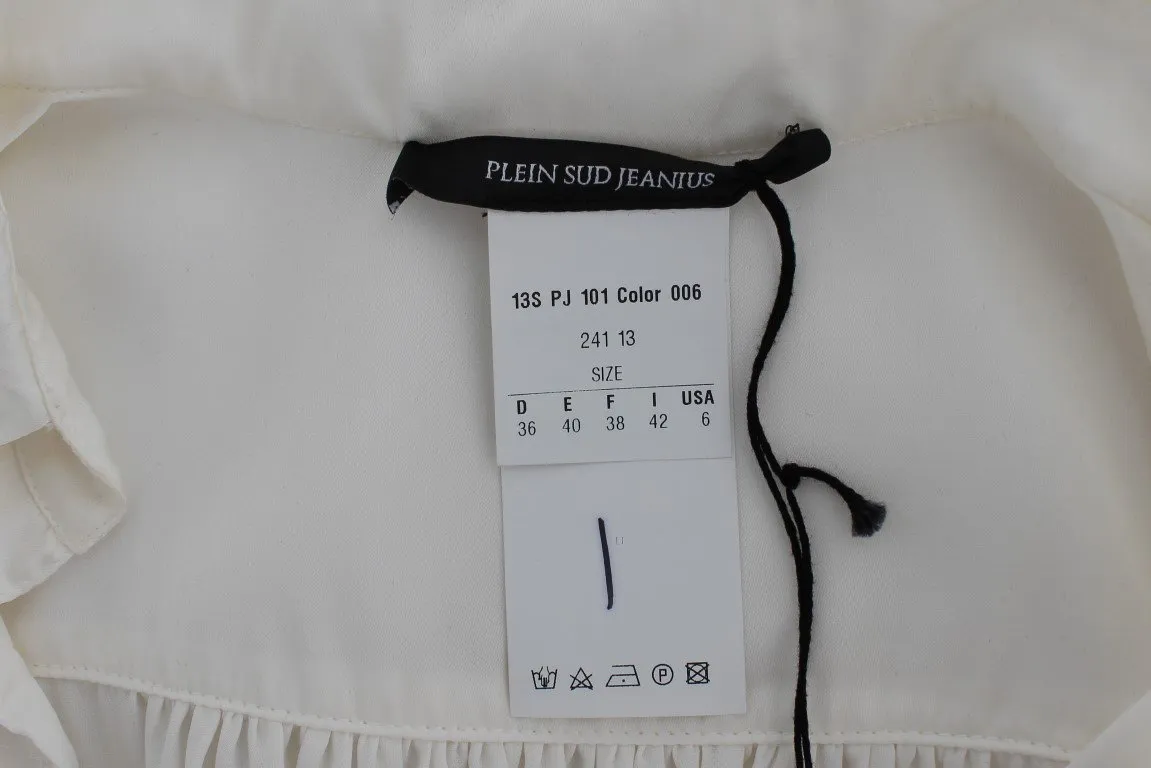 PLEIN SUD JEANIUS
13S PJ 101 Color 006
241 13
SIZE
D E F I USA
36 40 38 42 6
P